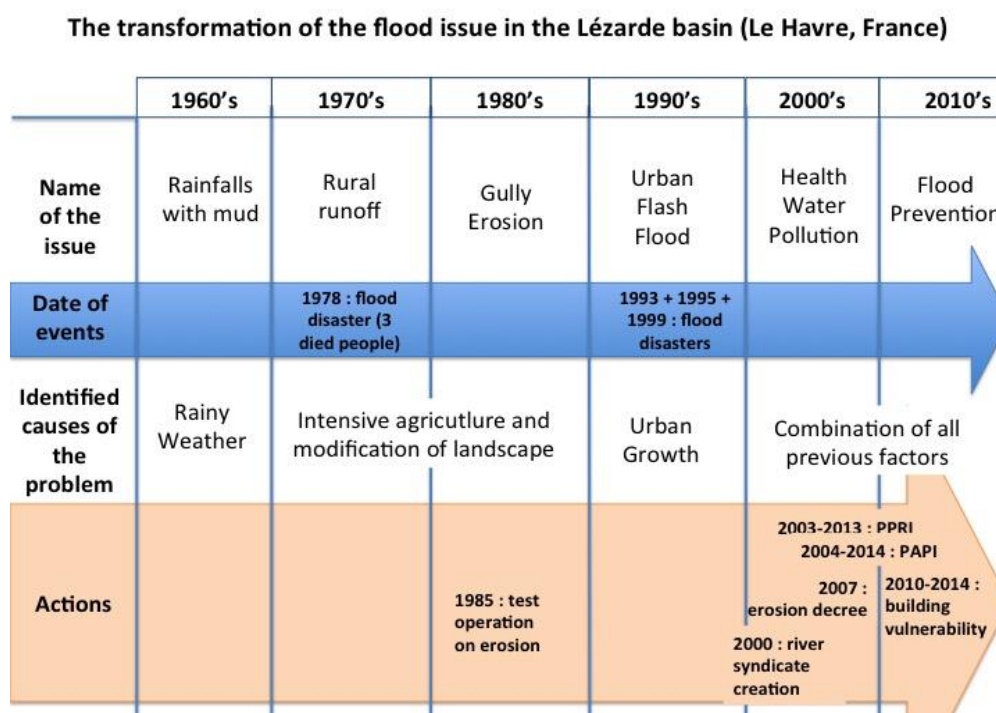 The transformation of the flood issue in the Lézarde basin (Le Havre, France)
1960's 1970's 1980's 1990's 2000's 2010's
Name
of the
issue
Rainfalls
with mud
Rural
runoff
Gully
Erosion
Urban
Flash
Flood
Health
Water
Pollution
Flood
Prevention
Date of
events
1978 : flood
disaster (3
died people)
1993 + 1995 +
1999 : flood
disasters
Identified
causes of
the
problem
Rainy
Weather
Intensive agricutlure and
modification of landscape
Urban
Growth
Combination of all
previous factors
Actions
1985 : test
operation
on erosion
2003-2013 : PPRI
2004-2014 : PAPI
2007 :
erosion decree
2010-2014 :
building
vulnerability
2000 : river
syndicate
creation